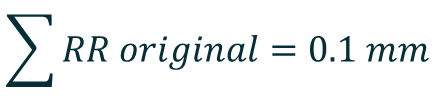 ∑ RR original = 0.1 mm